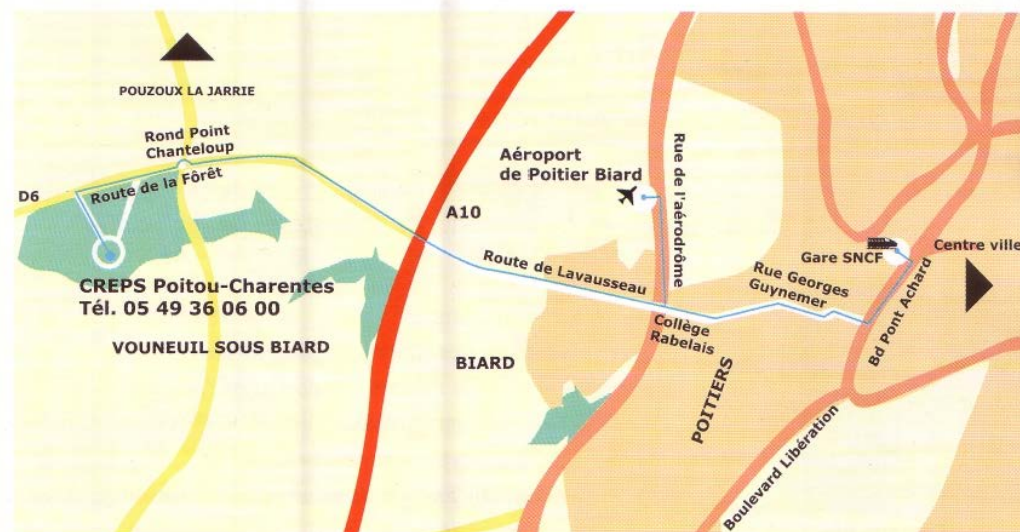 POUZOUX LA JARRIE
Rond Point
Chanteloup
D6
Route de la Fôrêt
CREPS Poitou-Charentes
Tél. 05 49 36 06 00
VOUNEUIL SOUS BIARD
A10
Aéroport
de Poitier Biard
Rue de l'aérodrôme
Route de Lavausseau
BIARD
Collège
Rabelais
POITIERS
Rue Georges
Guynemer
Gare SNCF
Centre ville
Bd Pont Achard
Boulevard Libération